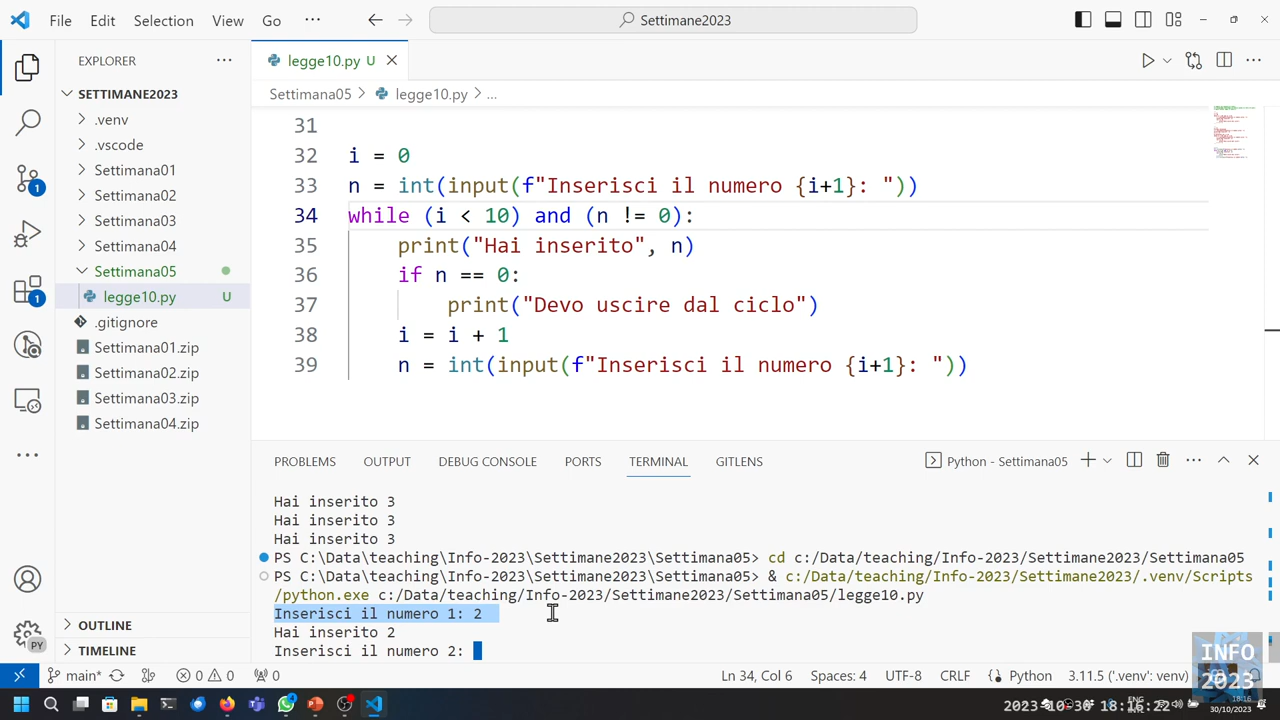 File Edit Selection View Go ··· Settimane2023
EXPLORER ···
legge10.py U
SETTIMANE2023
Settimana05 > legge10.py > ...
.venv
.vscode
Settimana01
Settimana02
Settimana03
Settimana04
Settimana05
legge10.py U
.gitignore
Settimana01.zip
Settimana02.zip
Settimana03.zip
Settimana04.zip
OUTLINE
TIMELINE
1
1
PY
31
32 i = 0
33 n = int(input(f"Inserisci il numero {i+1}: "))
34 while (i < 10) and (n != 0):
35 print("Hai inserito", n)
36 if n == 0:
37 print("Devo uscire dal ciclo")
38 i = i + 1
39 n = int(input(f"Inserisci il numero {i+1}: "))
PROBLEMS OUTPUT DEBUG CONSOLE PORTS TERMINAL GITLENS Python - Settimana05
Hai inserito 3
Hai inserito 3
Hai inserito 3
PS C:\Data\teaching\Info-2023\Settimane2023\Settimana05> cd c:/Data/teaching/Info-2023/Settimane2023/Settimana05
PS C:\Data\teaching\Info-2023\Settimane2023\Settimana05> & c:/Data/teaching/Info-2023/Settimane2023/.venv/Scripts
/python.exe c:/Data/teaching/Info-2023/Settimane2023/Settimana05/legge10.py
Inserisci il numero 1: 2
Hai inserito 2
Inserisci il numero 2:
INFO
2023
main* 0 0 0 Ln 34, Col 6 Spaces: 4 UTF-8 CRLF Python 3.11.5 ('.venv': venv)
ENG
18:16
30/10/2023